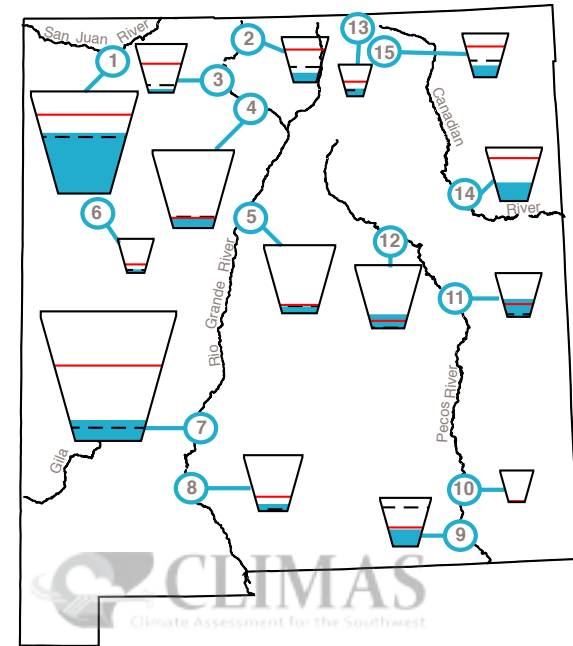 San Juan River
1
2
3
4
5
6
7
8
9
10
11
12
13
14
15
Canadian
River
Rio Grande River
Pecos River
Gila
CLIMAS
Climate Assessment for the Southwest